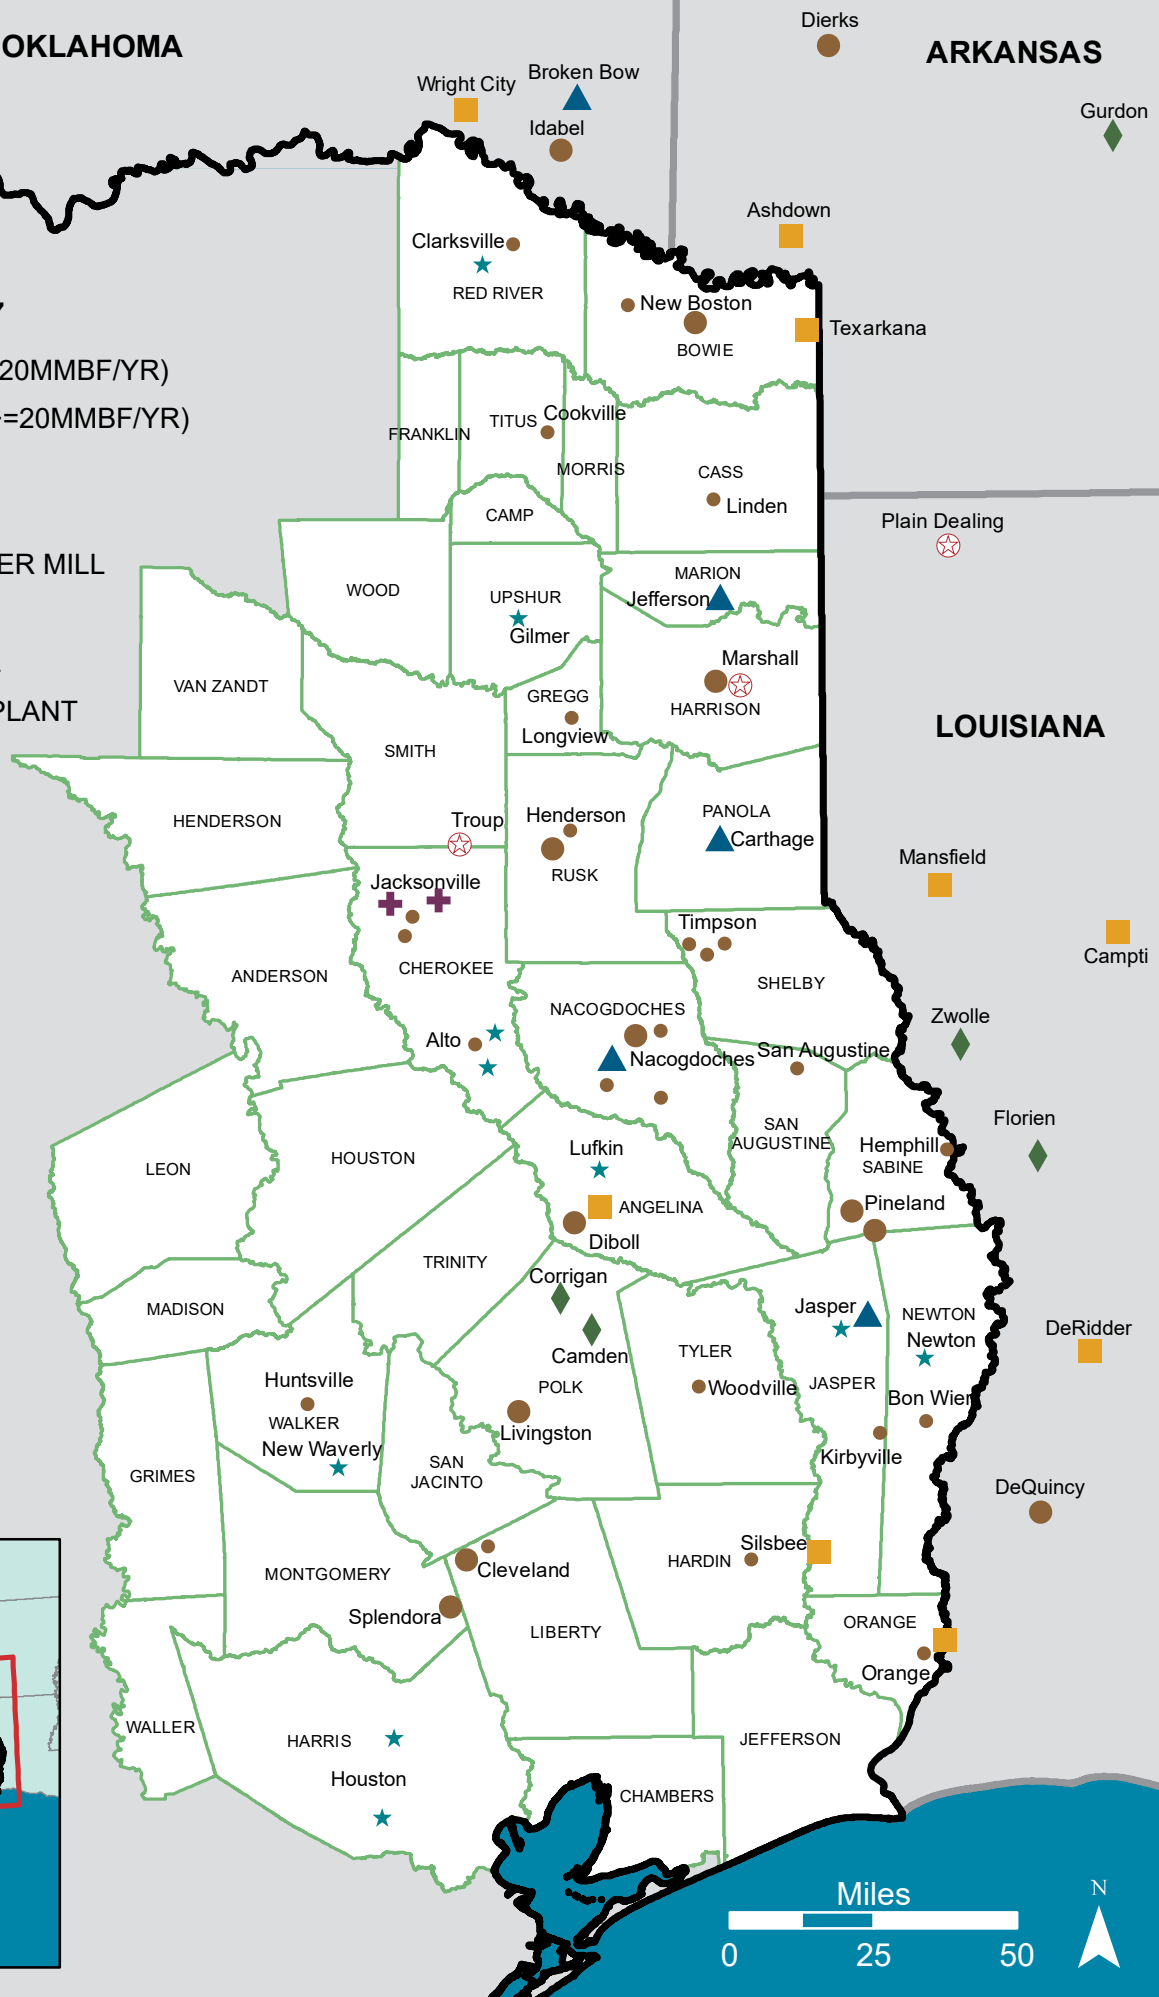 OKLAHOMA
Dierks
ARKANSAS
Wright City
Broken Bow
Idabel
Gurdon
Ashdown
Clarksville
RED RIVER
New Boston
BOWIE
Texarkana
20MMBF/YR)
=20MMBF/YR)
FRANKLIN
TITUS
Cookville
MORRIS
CASS
Linden
CAMP
Plain Dealing
ER MILL
WOOD
UPSHUR
Gilmer
MARION
Jefferson
Marshall
HARRISON
VAN ZANDT
GREGG
Longview
PLANT
LOUISIANA
SMITH
HENDERSON
Troup
Henderson
RUSK
PANOLA
Carthage
Mansfield
Jacksonville
CHEROKEE
ANDERSON
Timpson
SHELBY
Campti
NACOGDOCHES
Nacogdoches
Alto
San Augustine
Zwolle
SAN
AUGUSTINE
Florien
LEON
HOUSTON
Lufkin
ANGELINA
Diboll
Hemphill
SABINE
Pineland
TRINITY
Corrigan
Camden
MADISON
Jasper
NEWTON
Newton
DeRidder
TYLER
JASPER
Woodville
Bon Wier
POLK
Livingston
Huntsville
WALKER
New Waverly
Kirbyville
GRIMES
SAN
JACINTO
DeQuincy
MONTGOMERY
Cleveland
Splendora
HARDIN
Silsbee
LIBERTY
ORANGE
Orange
WALLER
HARRIS
Houston
JEFFERSON
CHAMBERS
Miles
0 25 50
N